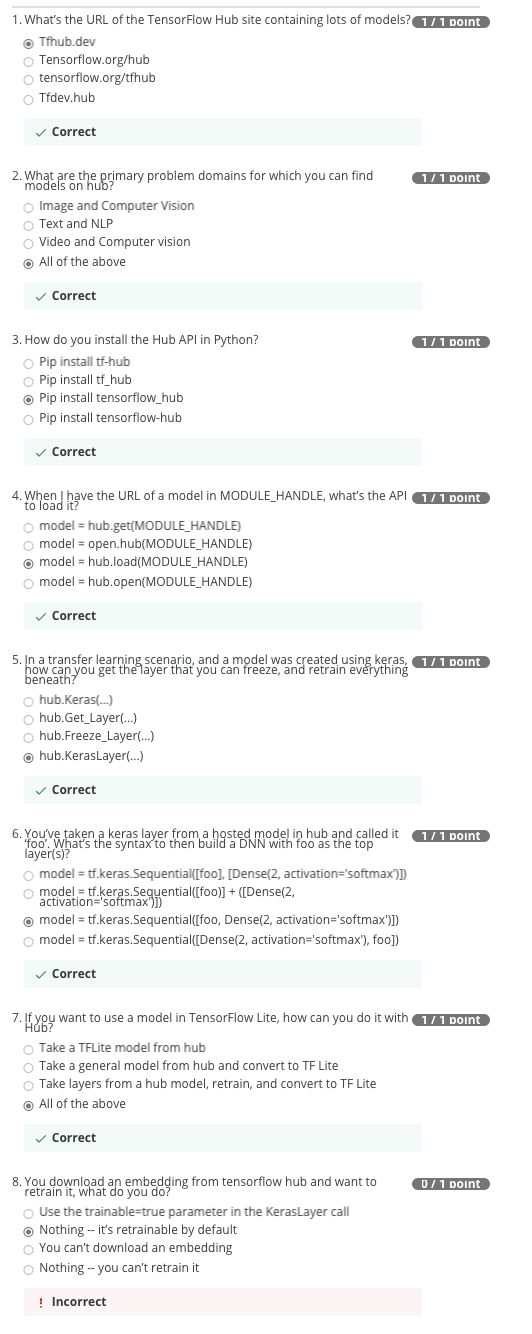 1. What's the URL of the TensorFlow Hub site containing lots of models? 1 / 1 point
Tfhub.dev
Tensorflow.org/hub
tensorflow.org/tfhub
Tfdev.hub
Correct
2. What are the primary problem domains for which you can find 1 / 1 point
models on hub?
Image and Computer Vision
Text and NLP
Video and Computer vision
All of the above
Correct
3. How do you install the Hub API in Python? 1 / 1 point
Pip install tf-hub
Pip install tf_hub
Pip install tensorflow_hub
Pip install tensorflow-hub
Correct
4. When I have the URL of a model in MODULE_HANDLE, what's the API 1 / 1 point
to load it?
model = hub.get(MODULE_HANDLE)
model = open.hub(MODULE_HANDLE)
model = hub.load(MODULE_HANDLE)
model = hub.open(MODULE_HANDLE)
Correct
5. In a transfer learning scenario, and a model was created using keras, 1 / 1 point
how can you get the layer that you can freeze, and retrain everything
beneath?
hub.Keras(...)
hub.Get_Layer(...)
hub.Freeze_Layer(...)
hub.KerasLayer(...)
Correct
6. You've taken a keras layer from a hosted model in hub and called it 1 / 1 point
'foo'. What's the syntax to then build a DNN with foo as the top
layer(s)?
model = tf.keras.Sequential([foo], [Dense(2, activation='softmax')])
model = tf.keras.Sequential([foo)] + ([Dense(2,
activation='softmax')])
model = tf.keras.Sequential([foo, Dense(2, activation='softmax')])
model = tf.keras.Sequential([Dense(2, activation='softmax'), foo])
Correct
7. If you want to use a model in TensorFlow Lite, how can you do it with 1 / 1 point
Hub?
Take a TFLite model from hub
Take a general model from hub and convert to TF Lite
Take layers from a hub model, retrain, and convert to TF Lite
All of the above
Correct
8. You download an embedding from tensorflow hub and want to 0 / 1 point
retrain it, what do you do?
Use the trainable=true parameter in the KerasLayer call
Nothing -- it's retrainable by default
You can't download an embedding
Nothing -- you can't retrain it
! Incorrect